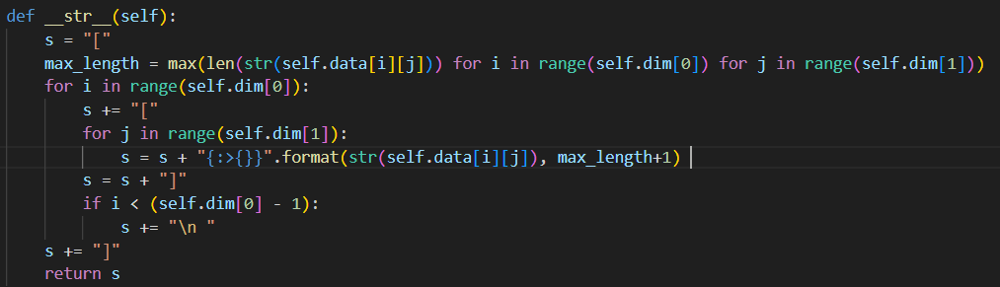 def __str__(self):
    s = "["
    max_length = max(len(str(self.data[i][j])) for i in range(self.dim[0]) for j in range(self.dim[1]))
    for i in range(self.dim[0]):
        s += "["
        for j in range(self.dim[1]):
            s = s + "{:>{}}".format(str(self.data[i][j]), max_length+1)
        s = s + "]"
        if i < (self.dim[0] - 1):
            s += "\n "
    s += "]"
    return s